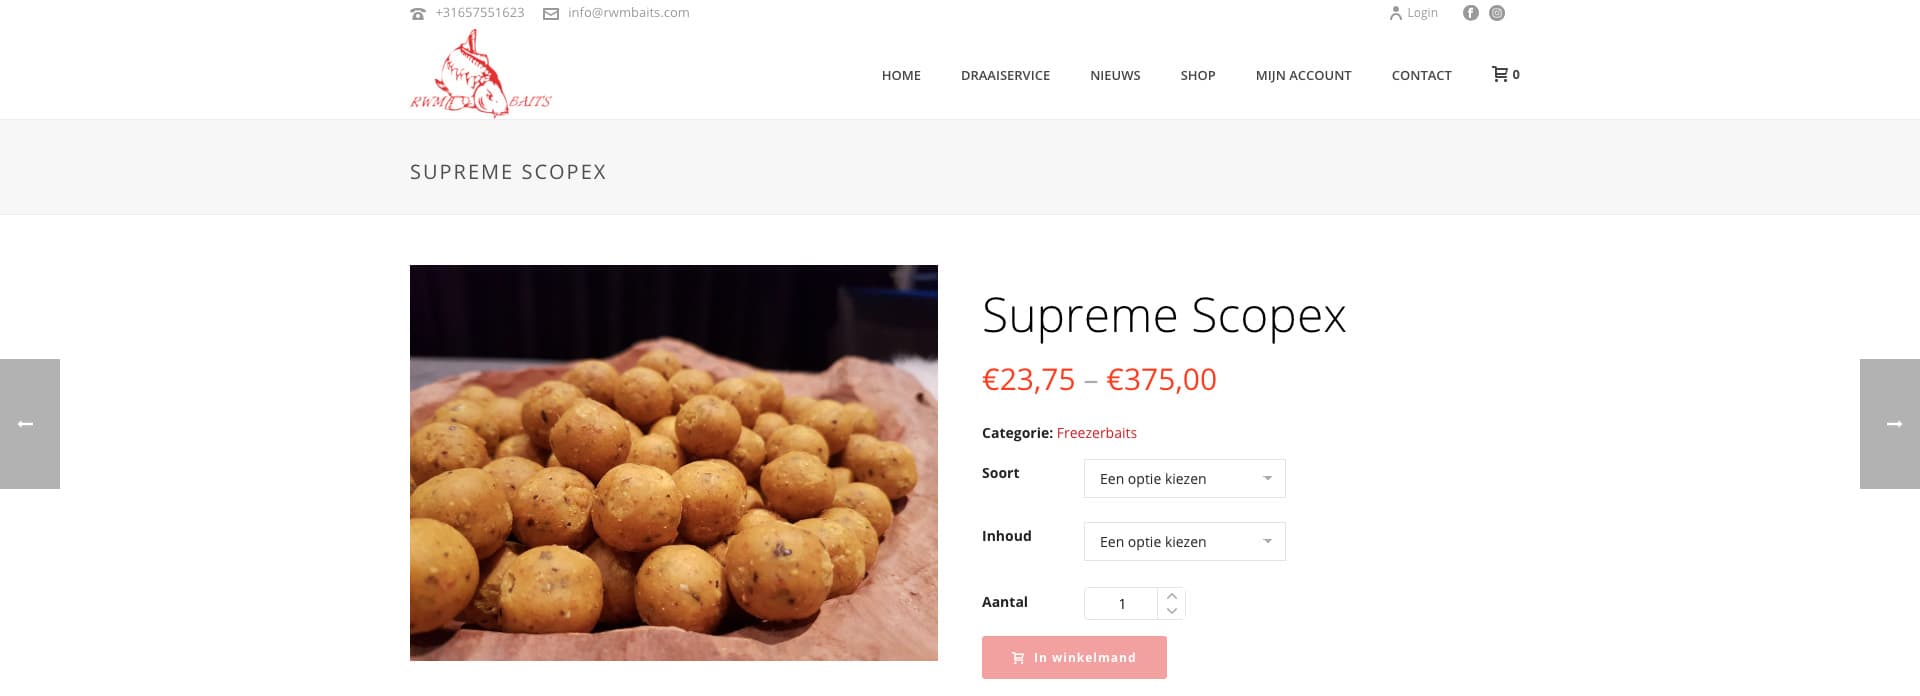 +31657551623 info@rwmbaits.com Login
RWM BAITS
HOME DRAAISERVICE NIEUWS SHOP MIJN ACCOUNT CONTACT 0
SUPREME SCOPEX
Supreme Scopex
€23,75 – €375,00
Categorie: Freezerbaits
Soort Een optie kiezen
Inhoud Een optie kiezen
Aantal 1
In winkelmand